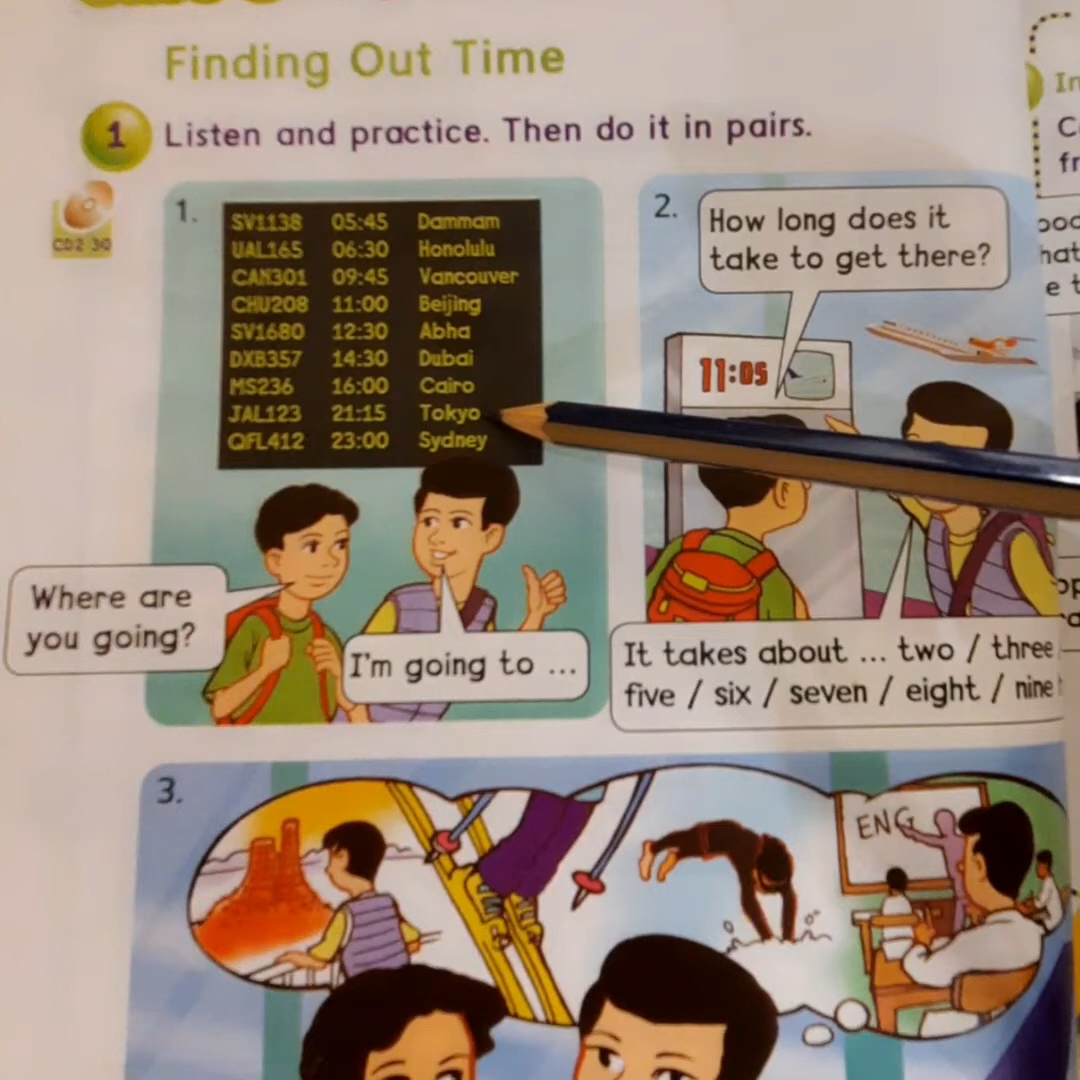 Finding Out Time
1 Listen and practice. Then do it in pairs.
CD2 30
1.
SV1138 05:45 Dammam
UAL165 06:30 Honolulu
CAN301 09:45 Vancouver
CHU208 11:00 Beijing
SV1680 12:30 Abha
DXB357 14:30 Dubai
MS236 16:00 Cairo
JAL123 21:15 Tokyo
QFL412 23:00 Sydney
Where are
you going?
I'm going to ...
2.
How long does it
take to get there?
11:05
It takes about ... two / three
five / six / seven / eight / nine
3.
ENG